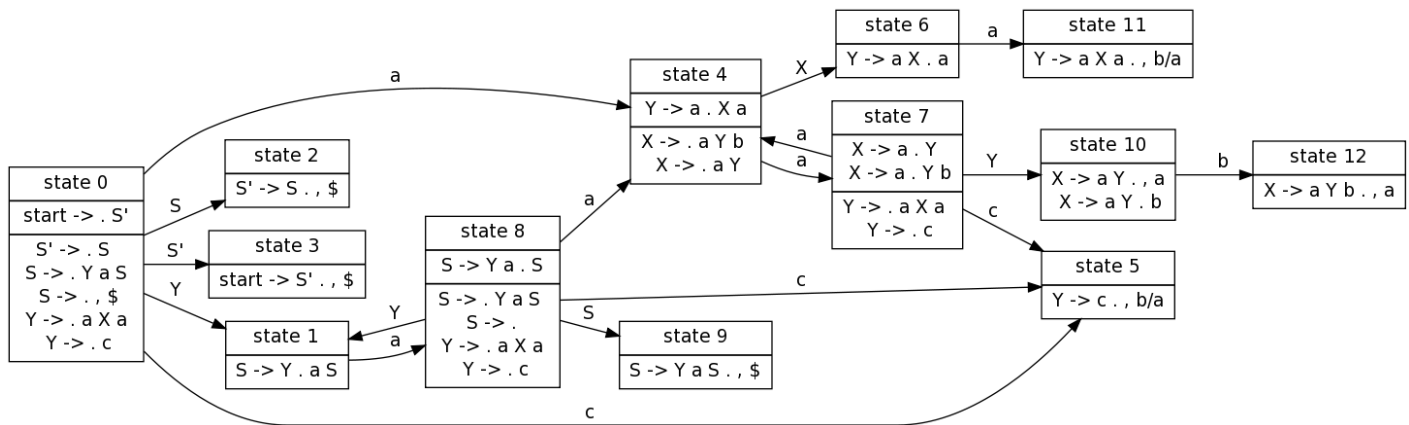 state 0
start -> . S'
S' -> . S
S -> . Y a S
S -> . , $
Y -> . a X a
Y -> . c
a
S
S'
Y
c
state 2
S' -> S . , $
state 3
start -> S' . , $
state 1
S -> Y . a S
Y
a
state 8
S -> Y a . S
S -> . Y a S
S -> .
Y -> . a X a
Y -> . c
a
c
S
state 9
S -> Y a S . , $
state 4
Y -> a . X a
X -> . a Y b
X -> . a Y
X
a
a
state 6
Y -> a X . a
a
state 11
Y -> a X a . , b/a
state 7
X -> a . Y
X -> a . Y b
Y -> . a X a
Y -> . c
Y
c
state 10
X -> a Y . , a
X -> a Y . b
b
state 12
X -> a Y b . , a
state 5
Y -> c . , b/a